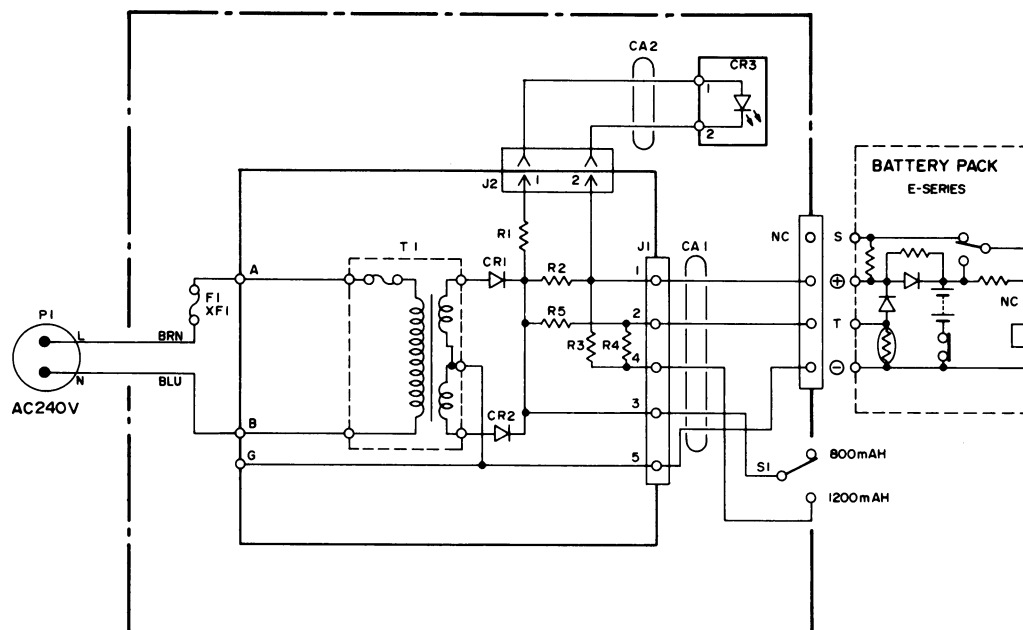 CA2
CR3
1
2
J2
1
2
BATTERY PACK
E-SERIES
R1
J1
CA1
NC
S
T1
CR1
R2
1
⊕
A
F1
XF1
R5
2
T
NC
P1
L
BRN
R3
R4
4
⊖
N
BLU
AC240V
CR2
3
B
G
5
S1
800mAH
1200mAH